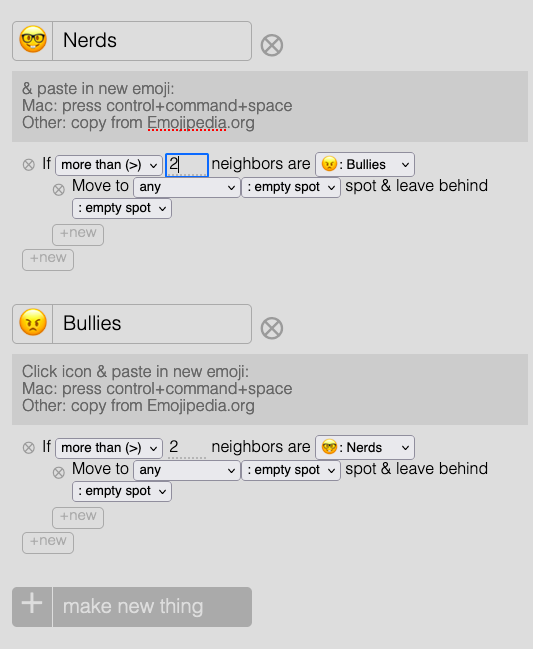 Nerds
& paste in new emoji:
Mac: press control+command+space
Other: copy from Emojipedia.org
If more than (>) 2 neighbors are : Bullies
Move to any : empty spot spot & leave behind
: empty spot
+new
+new
Bullies
Click icon & paste in new emoji:
Mac: press control+command+space
Other: copy from Emojipedia.org
If more than (>) 2 neighbors are : Nerds
Move to any : empty spot spot & leave behind
: empty spot
+new
+new
+ make new thing